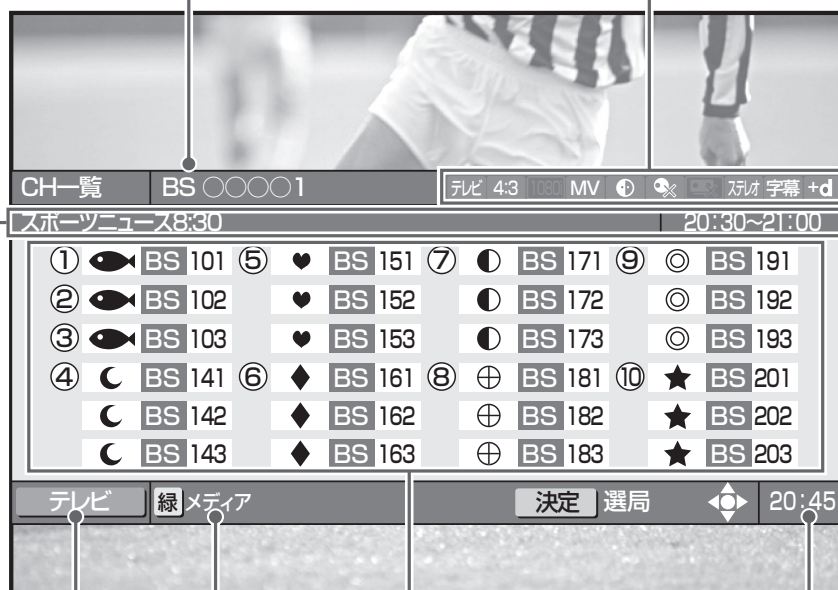 CH一覧 BS ○○○○1 テレビ 4:3 1080 MV ステレオ 字幕 +d
スポーツニュース8:30 20:30~21:00
① BS 101 ⑤ BS 151 ⑦ BS 171 ⑨ BS 191
② BS 102 BS 152 BS 172 BS 192
③ BS 103 BS 153 BS 173 BS 193
④ BS 141 ⑥ BS 161 ⑧ BS 181 ⑩ BS 201
BS 142 BS 162 BS 182 BS 202
BS 143 BS 163 BS 183 BS 203
テレビ 緑 メディア 決定 選局 20:45